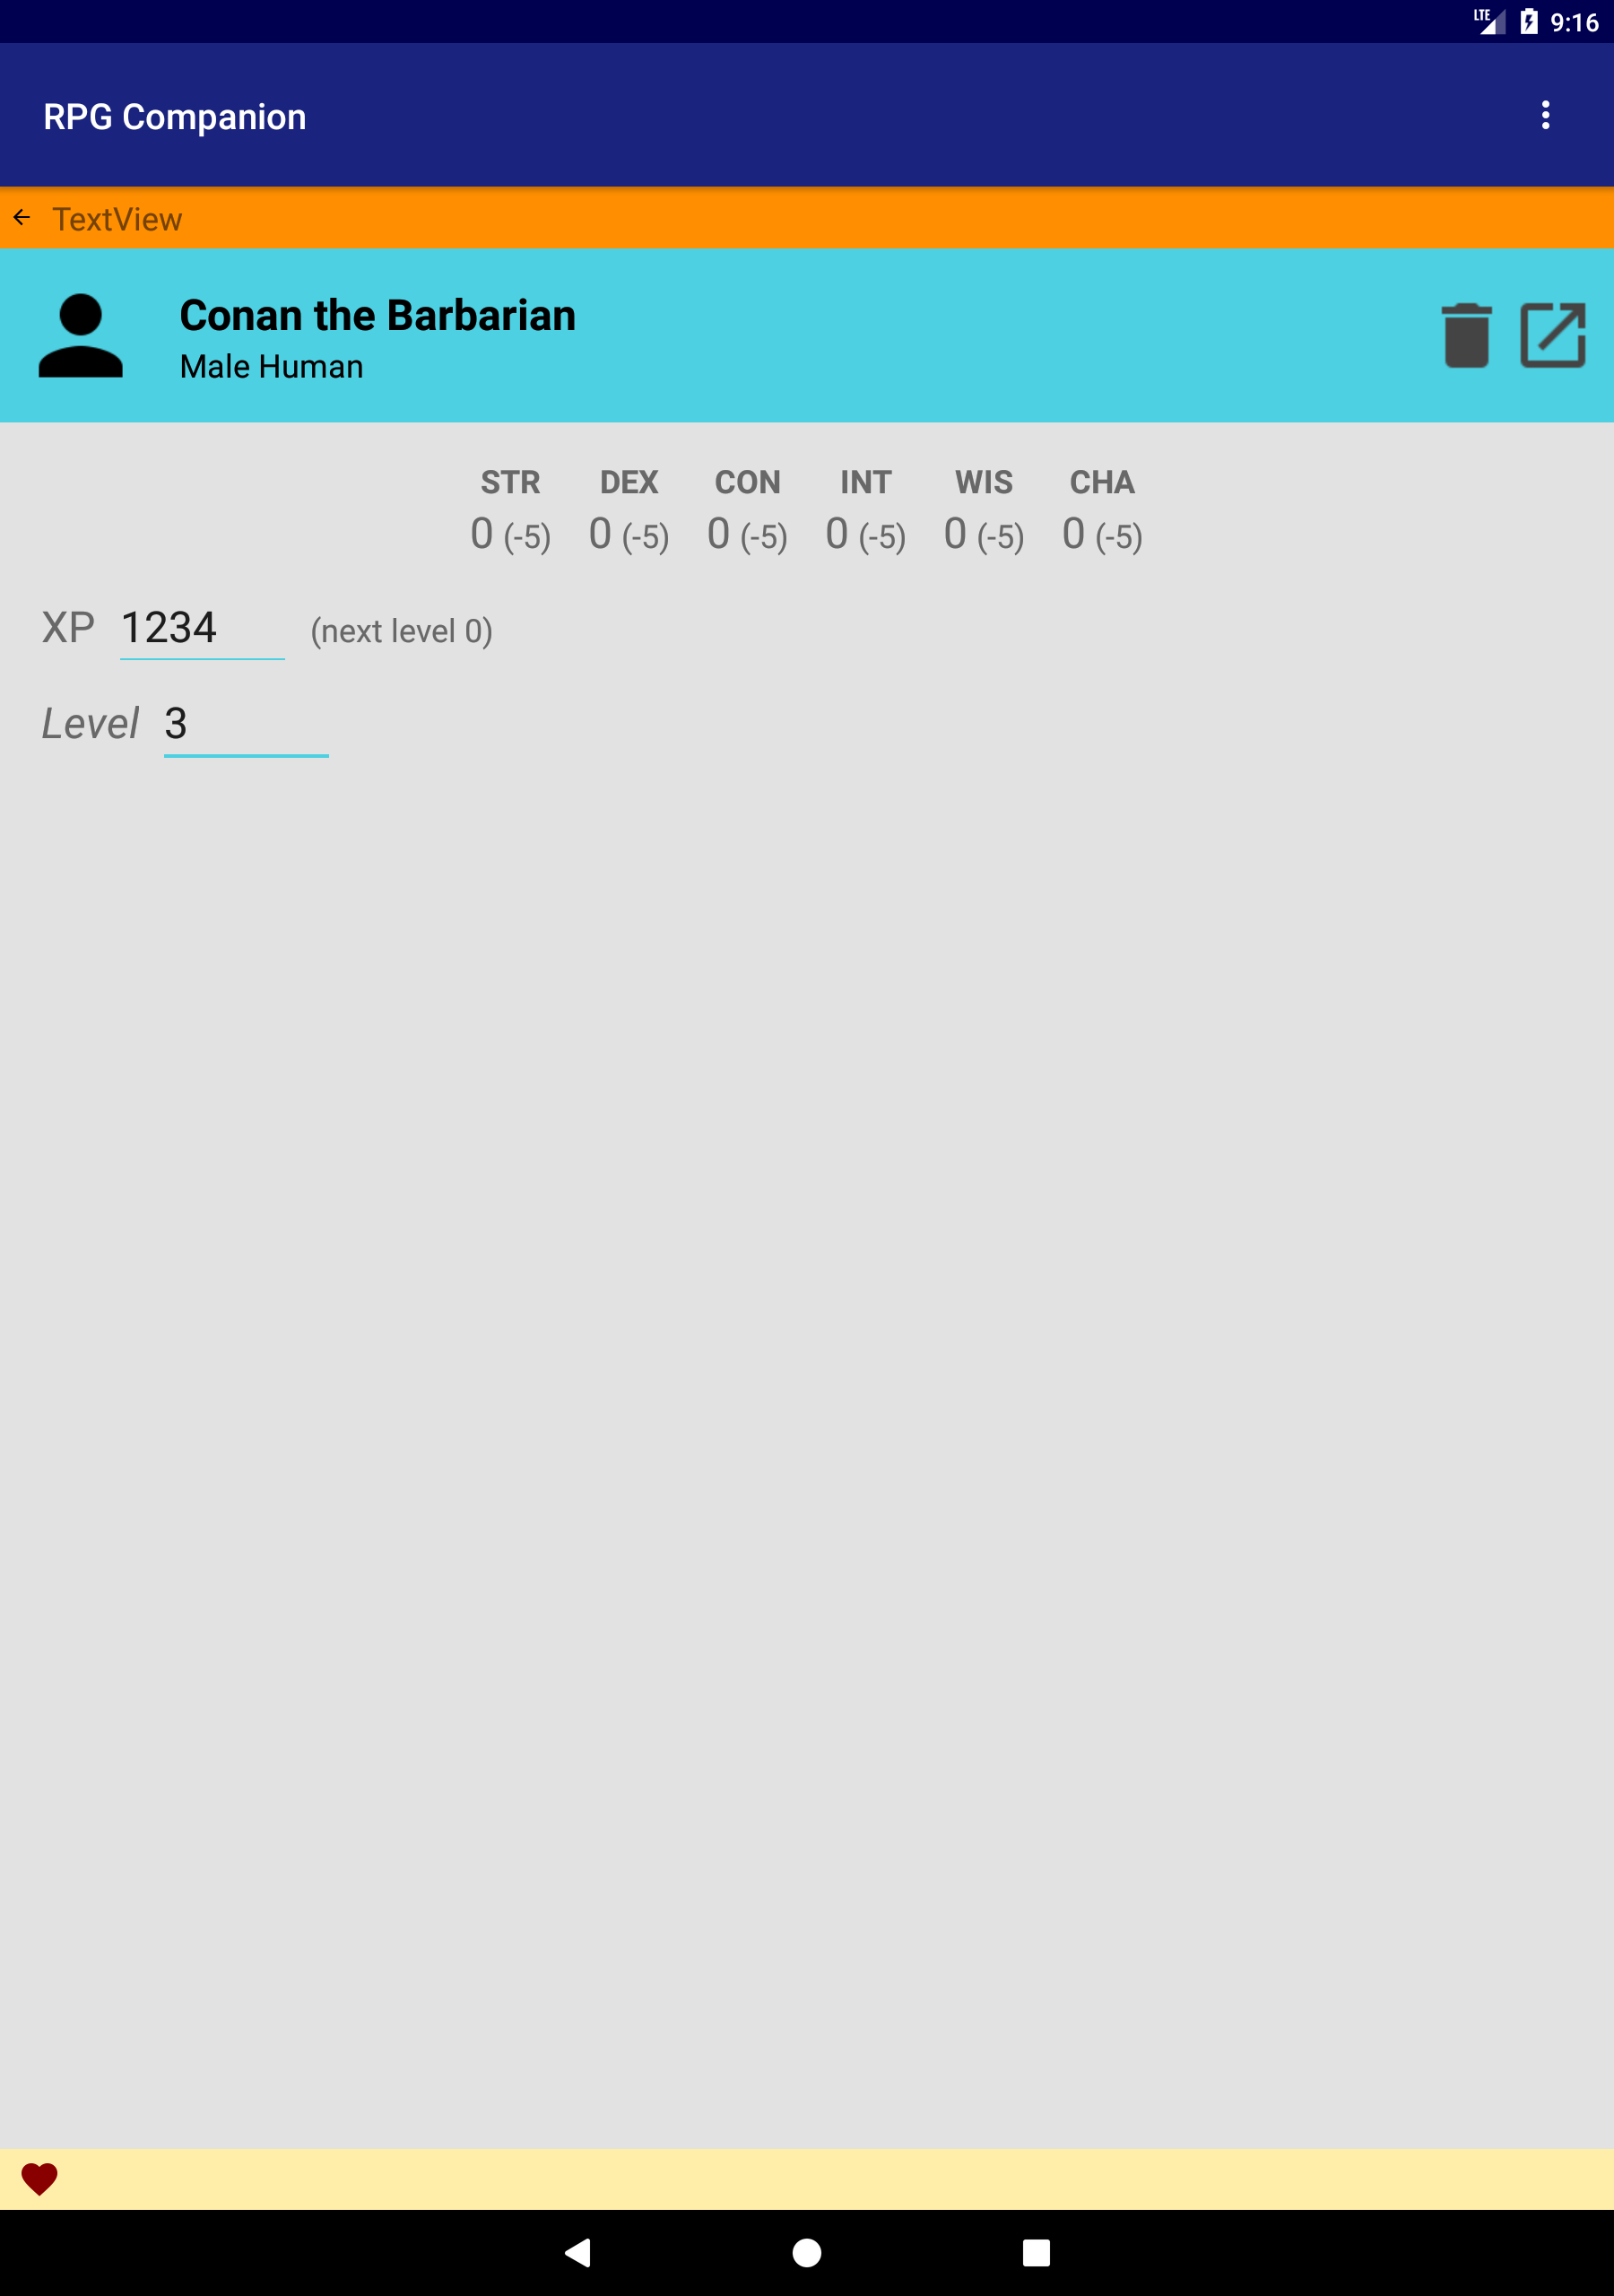 LTE 9:16
RPG Companion
TextView
Conan the Barbarian
Male Human
STR DEX CON INT WIS CHA
0 (-5) 0 (-5) 0 (-5) 0 (-5) 0 (-5) 0 (-5)
XP 1234 (next level 0)
Level 3